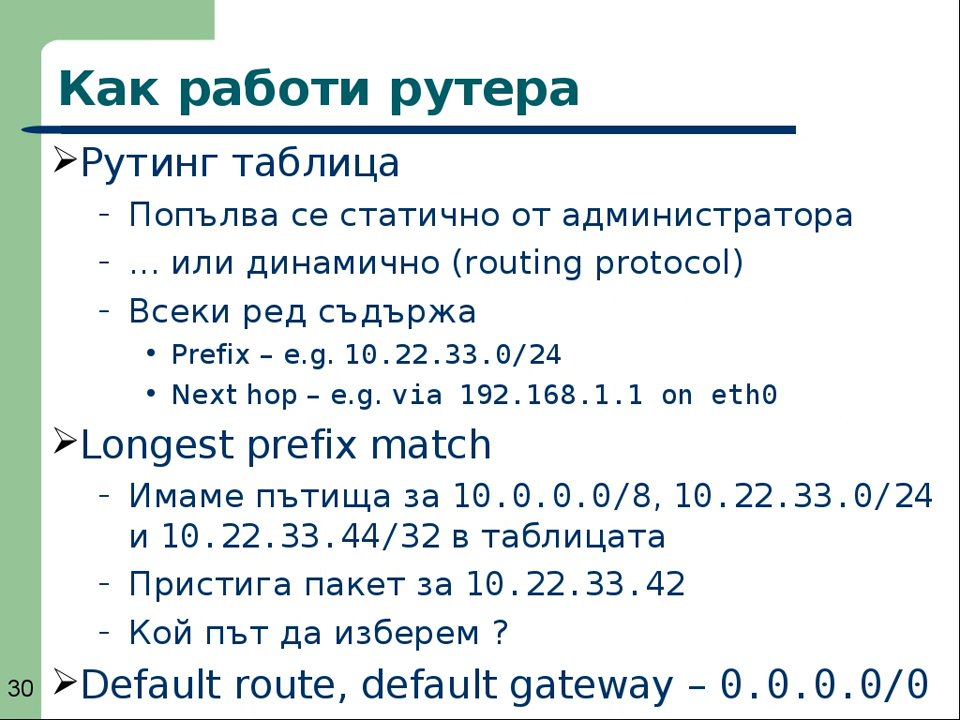 Как работи рутера
➢Рутинг таблица
– Попълва се статично от администратора
– ... или динамично (routing protocol)
– Всеки ред съдържа
• Prefix – e.g. 10.22.33.0/24
• Next hop – e.g. via 192.168.1.1 on eth0
➢Longest prefix match
– Имаме пътища за 10.0.0.0/8, 10.22.33.0/24
и 10.22.33.44/32 в таблицата
– Пристига пакет за 10.22.33.42
– Кой път да изберем ?
➢Default route, default gateway – 0.0.0.0/0
30